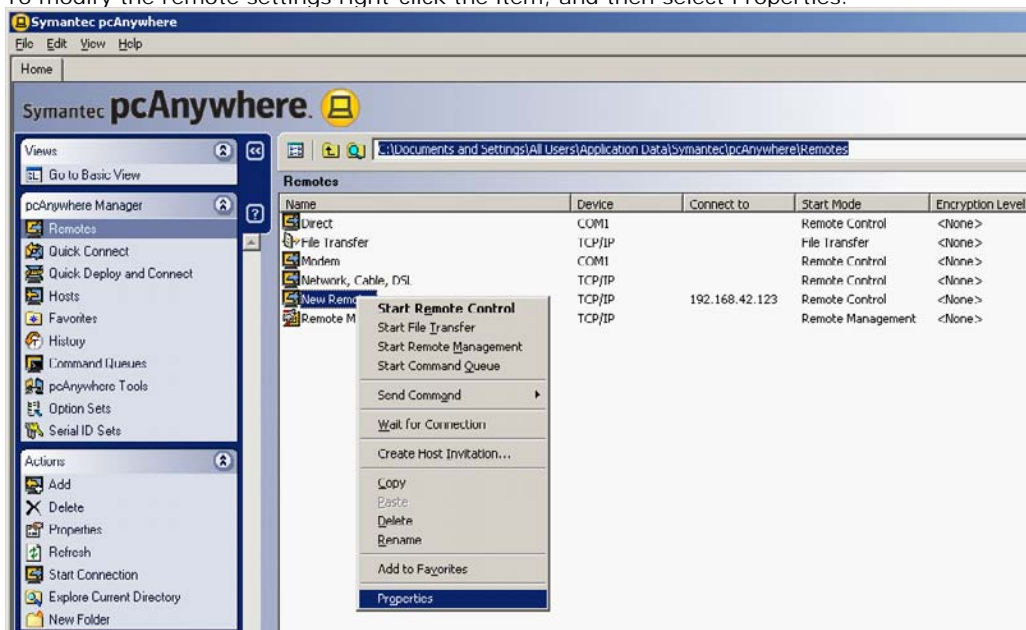 To modify the remote settings right click the item, and then select Properties.
Symantec pcAnywhere
File Edit View Help
Home
Symantec pcAnywhere.
Views
Go to Basic View
C:\Documents and Settings\All Users\Application Data\Symantec\pcAnywhere\Remotes
Remotes
pcAnywhere Manager
Remotes
Quick Connect
Quick Deploy and Connect
Hosts
Favorites
History
Command Queues
pcAnywhere Tools
Option Sets
Serial ID Sets
Actions
Add
Delete
Properties
Refresh
Start Connection
Explore Current Directory
New Folder
Name Device Connect to Start Mode Encryption Level
Direct COM1 Remote Control <None>
File Transfer TCP/IP File Transfer <None>
Modem COM1 Remote Control <None>
Network, Cable, DSL TCP/IP Remote Control <None>
New Remo TCP/IP 192.168.42.123 Remote Control <None>
Remote M TCP/IP Remote Management <None>
Start Remote Control
Start File Transfer
Start Remote Management
Start Command Queue
Send Command
Wait for Connection
Create Host Invitation...
Copy
Paste
Delete
Rename
Add to Favorites
Properties